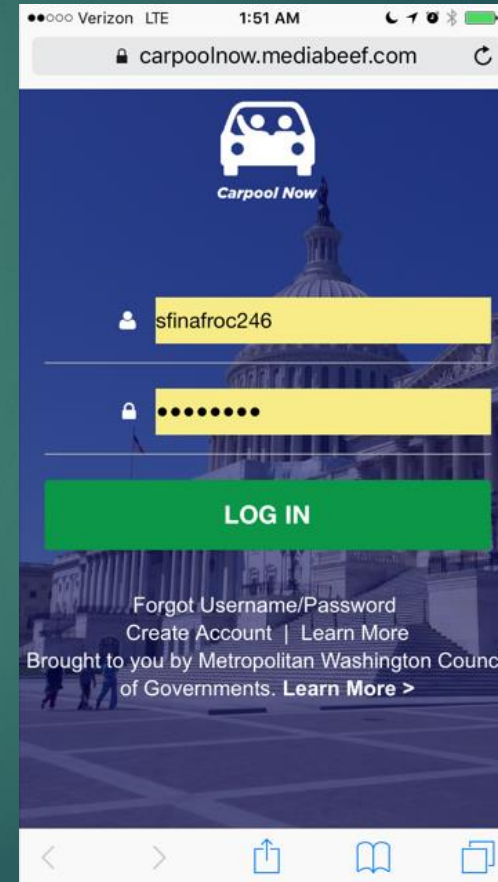 Verizon LTE 1:51 AM
carpoolnow.mediabeef.com
Carpool Now
sfinafroc246
LOG IN
Forgot Username/Password
Create Account | Learn More
Brought to you by Metropolitan Washington Counc
of Governments. Learn More >